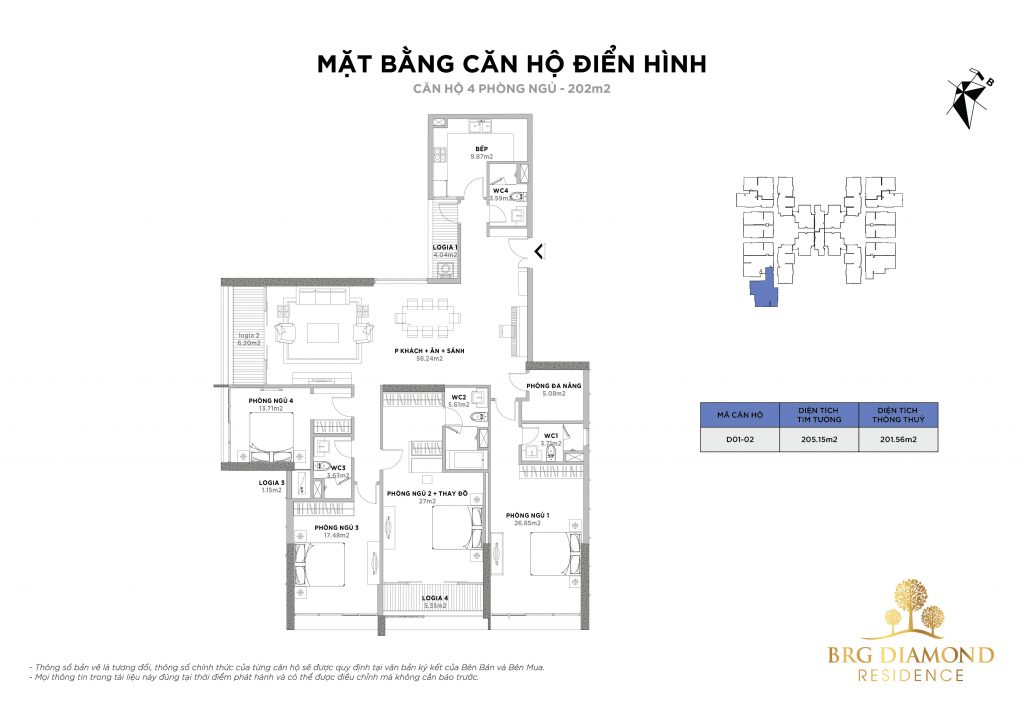 MẶT BẰNG CĂN HỘ ĐIỂN HÌNH
CĂN HỘ 4 PHÒNG NGỦ - 202m2
B
BẾP
9.87m2
WC4
3.59m2
LOGIA 1
4.04m2
logia 2
6.20m2
P KHÁCH + ĂN + SẢNH
58.24m2
PHÒNG ĐA NĂNG
5.08m2
PHÒNG NGỦ 4
13.71m2
WC2
5.61m2
WC1
3.71m2
WC3
3.63m2
LOGIA 3
1.15m2
PHÒNG NGỦ 2 + THAY ĐỒ
27m2
PHÒNG NGỦ 3
17.48m2
PHÒNG NGỦ 1
26.85m2
LOGIA 4
5.35m2
MÃ CĂN HỘ DIỆN TÍCH TIM TƯỜNG DIỆN TÍCH THÔNG THUỶ
D01-02 205.15m2 201.56m2
BRG DIAMOND
RESIDENCE
- Thông số bản vẽ là tương đối, thông số chính thức của từng căn hộ sẽ được quy định tại văn bản ký kết của Bên Bán và Bên Mua.
- Mọi thông tin trong tài liệu này đúng tại thời điểm phát hành và có thể được điều chỉnh mà không cần báo trước.